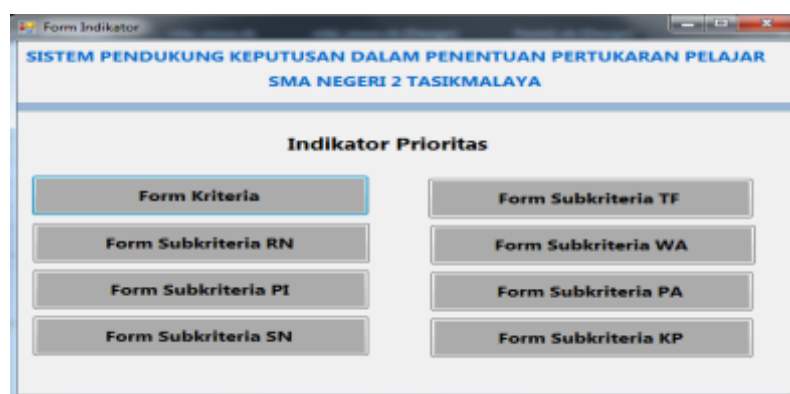 Form Indikator
SISTEM PENDUKUNG KEPUTUSAN DALAM PENENTUAN PERTUKARAN PELAJAR
SMA NEGERI 2 TASIKMALAYA
Indikator Prioritas
Form Kriteria
Form Subkriteria TF
Form Subkriteria RN
Form Subkriteria WA
Form Subkriteria PI
Form Subkriteria PA
Form Subkriteria SN
Form Subkriteria KP